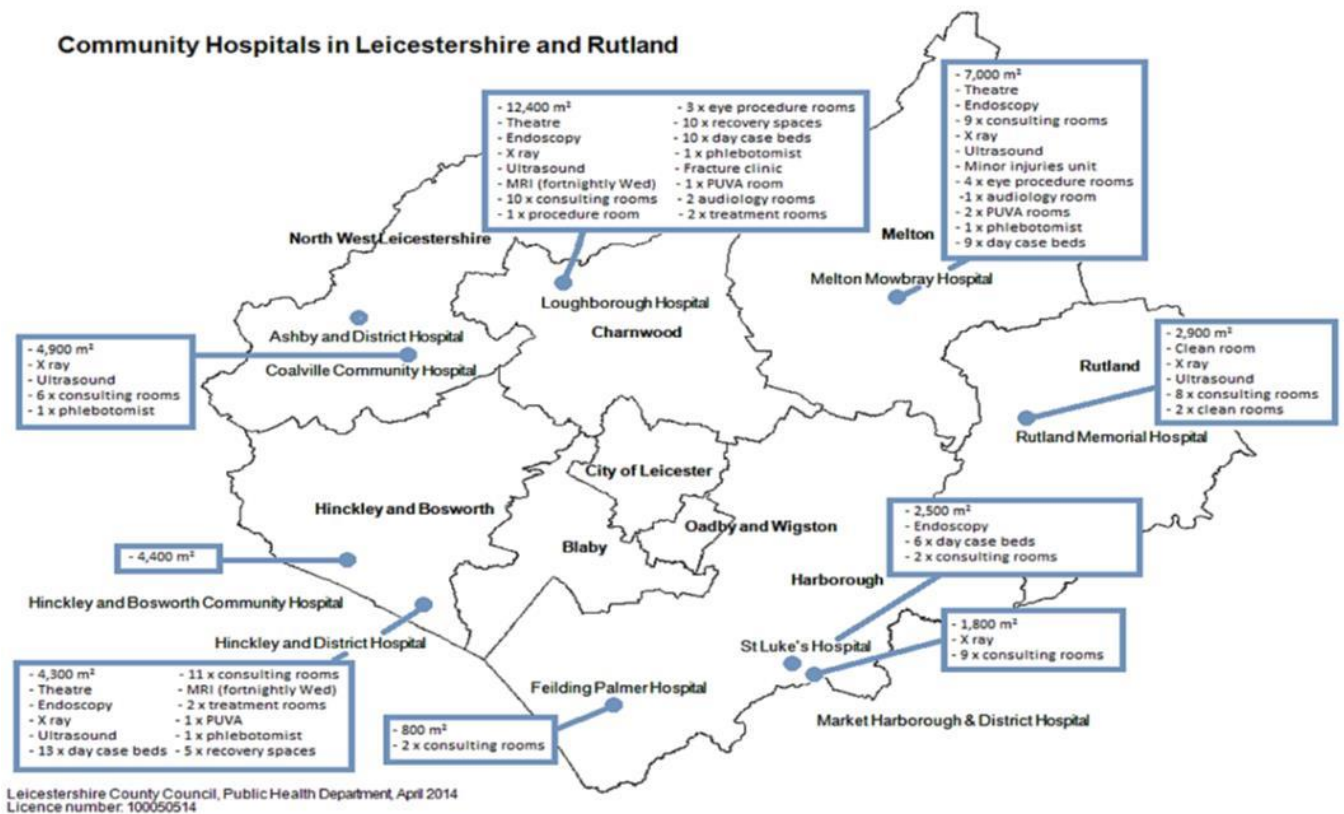 Community Hospitals in Leicestershire and Rutland
- 12,400 m²
- Theatre
- Endoscopy
- X ray
- Ultrasound
- MRI (fortnightly Wed)
- 10 x consulting rooms
- 1 x procedure room
- 3 x eye procedure rooms
- 10 x recovery spaces
- 10 x day case beds
- 1 x phlebotomist
- Fracture clinic
- 1 x PUVA room
- 2 audiology rooms
- 2 x treatment rooms
- 7,000 m²
- Theatre
- Endoscopy
- 9 x consulting rooms
- X ray
- Ultrasound
- Minor injuries unit
- 4 x eye procedure rooms
-1 x audiology room
- 2 x PUVA rooms
- 1 x phlebotomist
- 9 x day case beds
North West Leicestershire
Melton
Melton Mowbray Hospital
Loughborough Hospital
Charnwood
Ashby and District Hospital
Coalville Community Hospital
- 4,900 m²
- X ray
- Ultrasound
- 6 x consulting rooms
- 1 x phlebotomist
- 2,900 m²
- Clean room
- X ray
- Ultrasound
- 8 x consulting rooms
- 2 x clean rooms
Rutland
Rutland Memorial Hospital
City of Leicester
Hinckley and Bosworth
Oadby and Wigston
Blaby
- 2,500 m²
- Endoscopy
- 6 x day case beds
- 2 x consulting rooms
- 4,400 m²
Harborough
Hinckley and Bosworth Community Hospital
Hinckley and District Hospital
St Luke's Hospital
- 1,800 m²
- X ray
- 9 x consulting rooms
- 4,300 m²
- Theatre
- Endoscopy
- X ray
- Ultrasound
- 13 x day case beds
- 11 x consulting rooms
- MRI (fortnightly Wed)
- 2 x treatment rooms
- 1 x PUVA
- 1 x phlebotomist
- 5 x recovery spaces
Feilding Palmer Hospital
- 800 m²
- 2 x consulting rooms
Market Harborough & District Hospital
Leicestershire County Council, Public Health Department, April 2014
Licence number: 100050514